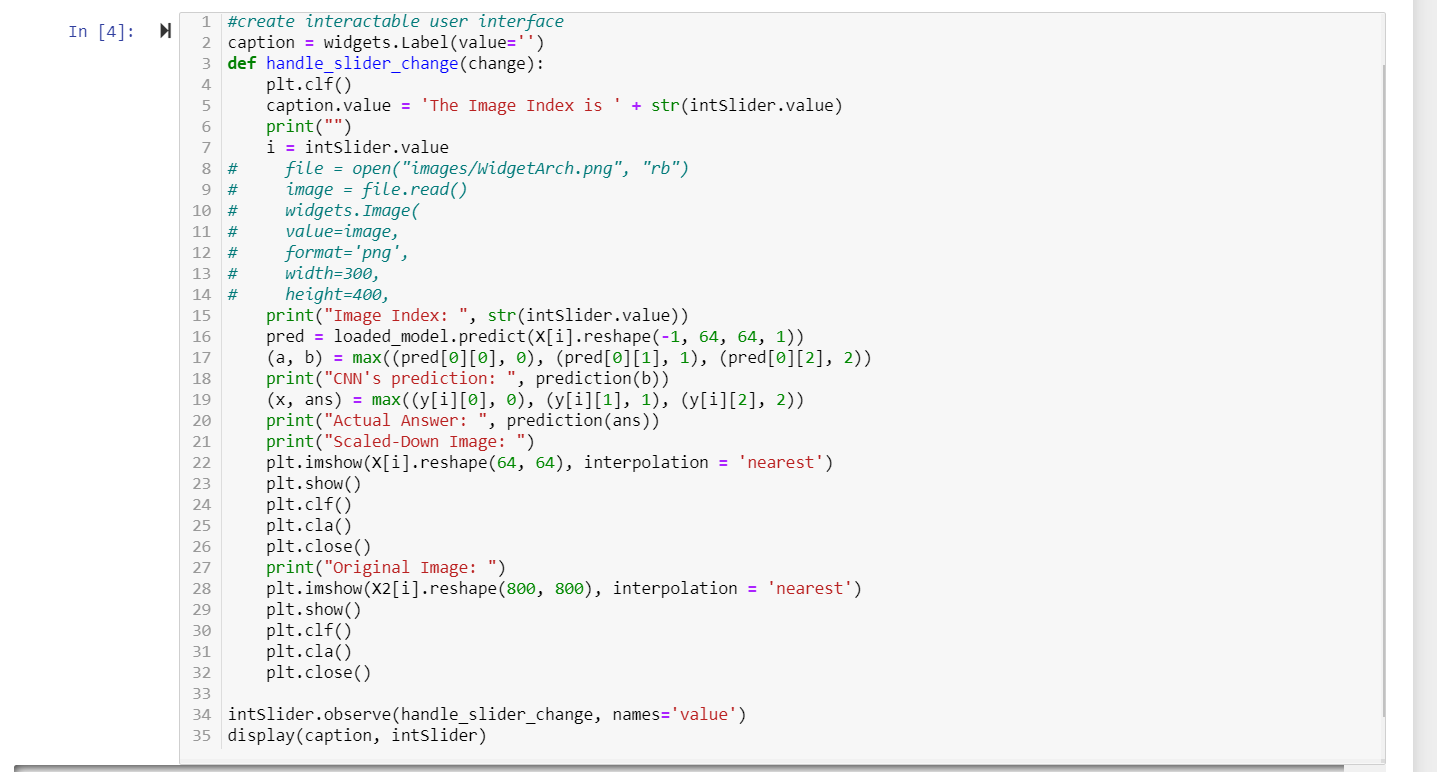 In [4]:
1 #create interactable user interface
2 caption = widgets.Label(value='')
3 def handle_slider_change(change):
4     plt.clf()
5     caption.value = 'The Image Index is ' + str(intSlider.value)
6     print("")
7     i = intSlider.value
8 #     file = open("images/WidgetArch.png", "rb")
9 #     image = file.read()
10 #     widgets.Image(
11 #     value=image,
12 #     format='png',
13 #     width=300,
14 #     height=400,
15     print("Image Index: ", str(intSlider.value))
16     pred = loaded_model.predict(X[i].reshape(-1, 64, 64, 1))
17     (a, b) = max((pred[0][0], 0), (pred[0][1], 1), (pred[0][2], 2))
18     print("CNN's prediction: ", prediction(b))
19     (x, ans) = max((y[i][0], 0), (y[i][1], 1), (y[i][2], 2))
20     print("Actual Answer: ", prediction(ans))
21     print("Scaled-Down Image: ")
22     plt.imshow(X[i].reshape(64, 64), interpolation = 'nearest')
23     plt.show()
24     plt.clf()
25     plt.cla()
26     plt.close()
27     print("Original Image: ")
28     plt.imshow(X2[i].reshape(800, 800), interpolation = 'nearest')
29     plt.show()
30     plt.clf()
31     plt.cla()
32     plt.close()
33
34 intSlider.observe(handle_slider_change, names='value')
35 display(caption, intSlider)